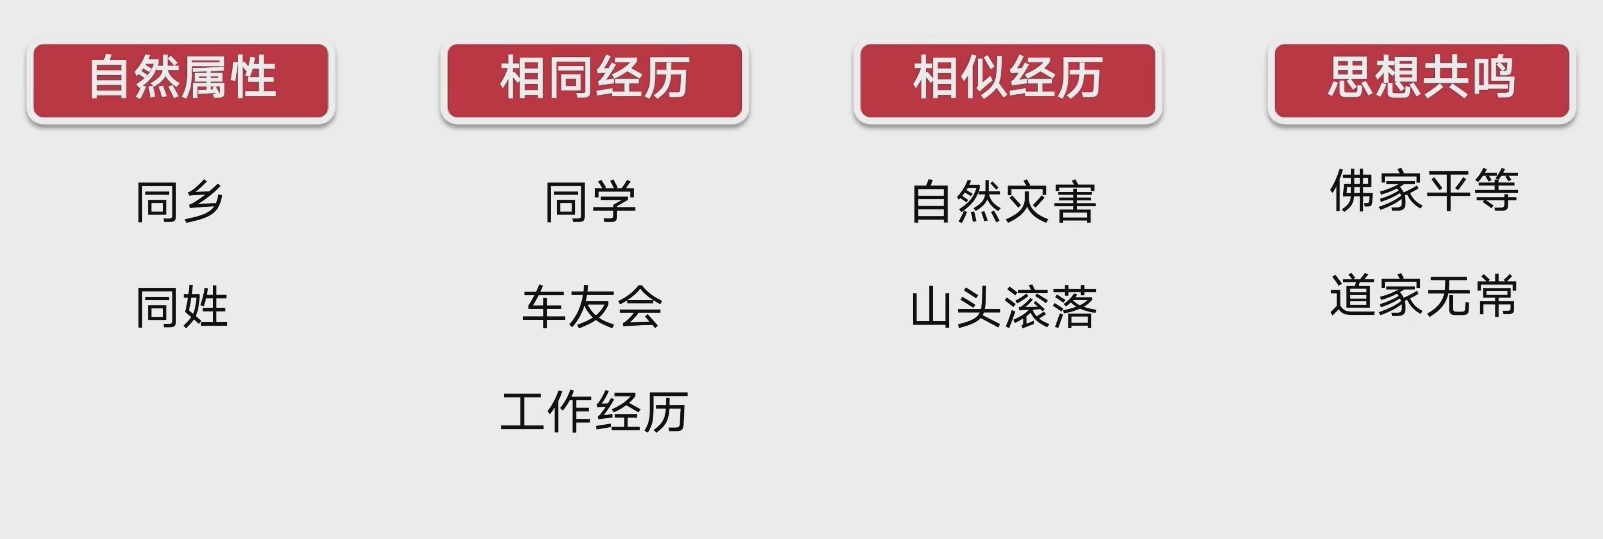 自然属性
同乡
同姓
相同经历
同学
车友会
工作经历
相似经历
自然灾害
山头滚落
思想共鸣
佛家平等
道家无常